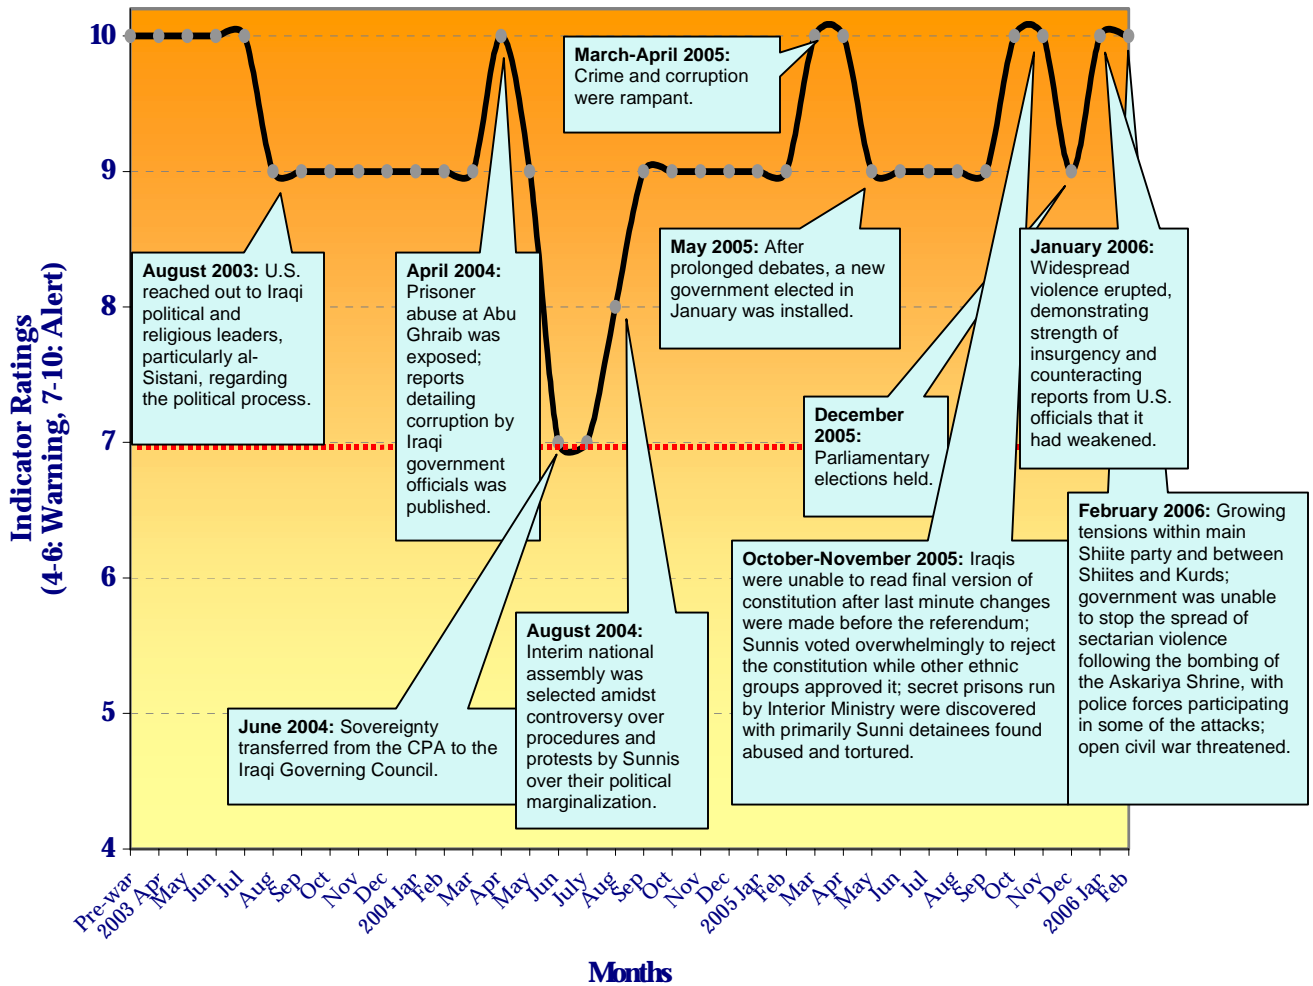 10
9
8
7
6
5
4
Indicator Ratings
(4-6: Warning, 7-10: Alert)
March-April 2005:
Crime and corruption
were rampant.
August 2003: U.S.
reached out to Iraqi
political and
religious leaders,
particularly al-
Sistani, regarding
the political process.
April 2004:
Prisoner
abuse at Abu
Ghraib was
exposed;
reports
detailing
corruption by
Iraqi
government
officials was
published.
May 2005: After
prolonged debates, a new
government elected in
January was installed.
January 2006:
Widespread
violence erupted,
demonstrating
strength of
insurgency and
counteracting
reports from U.S.
officials that it
had weakened.
December
2005:
Parliamentary
elections held.
June 2004: Sovereignty
transferred from the CPA to the
Iraqi Governing Council.
August 2004:
Interim national
assembly was
selected amidst
controversy over
procedures and
protests by Sunnis
over their political
marginalization.
October-November 2005: Iraqis
were unable to read final version of
constitution after last minute changes
were made before the referendum;
Sunnis voted overwhelmingly to reject
the constitution while other ethnic
groups approved it; secret prisons run
by Interior Ministry were discovered
with primarily Sunni detainees found
abused and tortured.
February 2006: Growing
tensions within main
Shiite party and between
Shiites and Kurds;
government was unable
to stop the spread of
sectarian violence
following the bombing of
the Askariya Shrine, with
police forces participating
in some of the attacks;
open civil war threatened.
Pre-war
2003 Apr
May
Jun
Jul
Aug
Sep
Oct
Nov
Dec
2004 Jan
Feb
Mar
Apr
May
Jun
July
Aug
Sep
Oct
Nov
Dec
2005 Jan
Feb
Mar
Apr
May
Jun
Jul
Aug
Sep
Oct
Nov
Dec
2006 Jan
Feb
Months